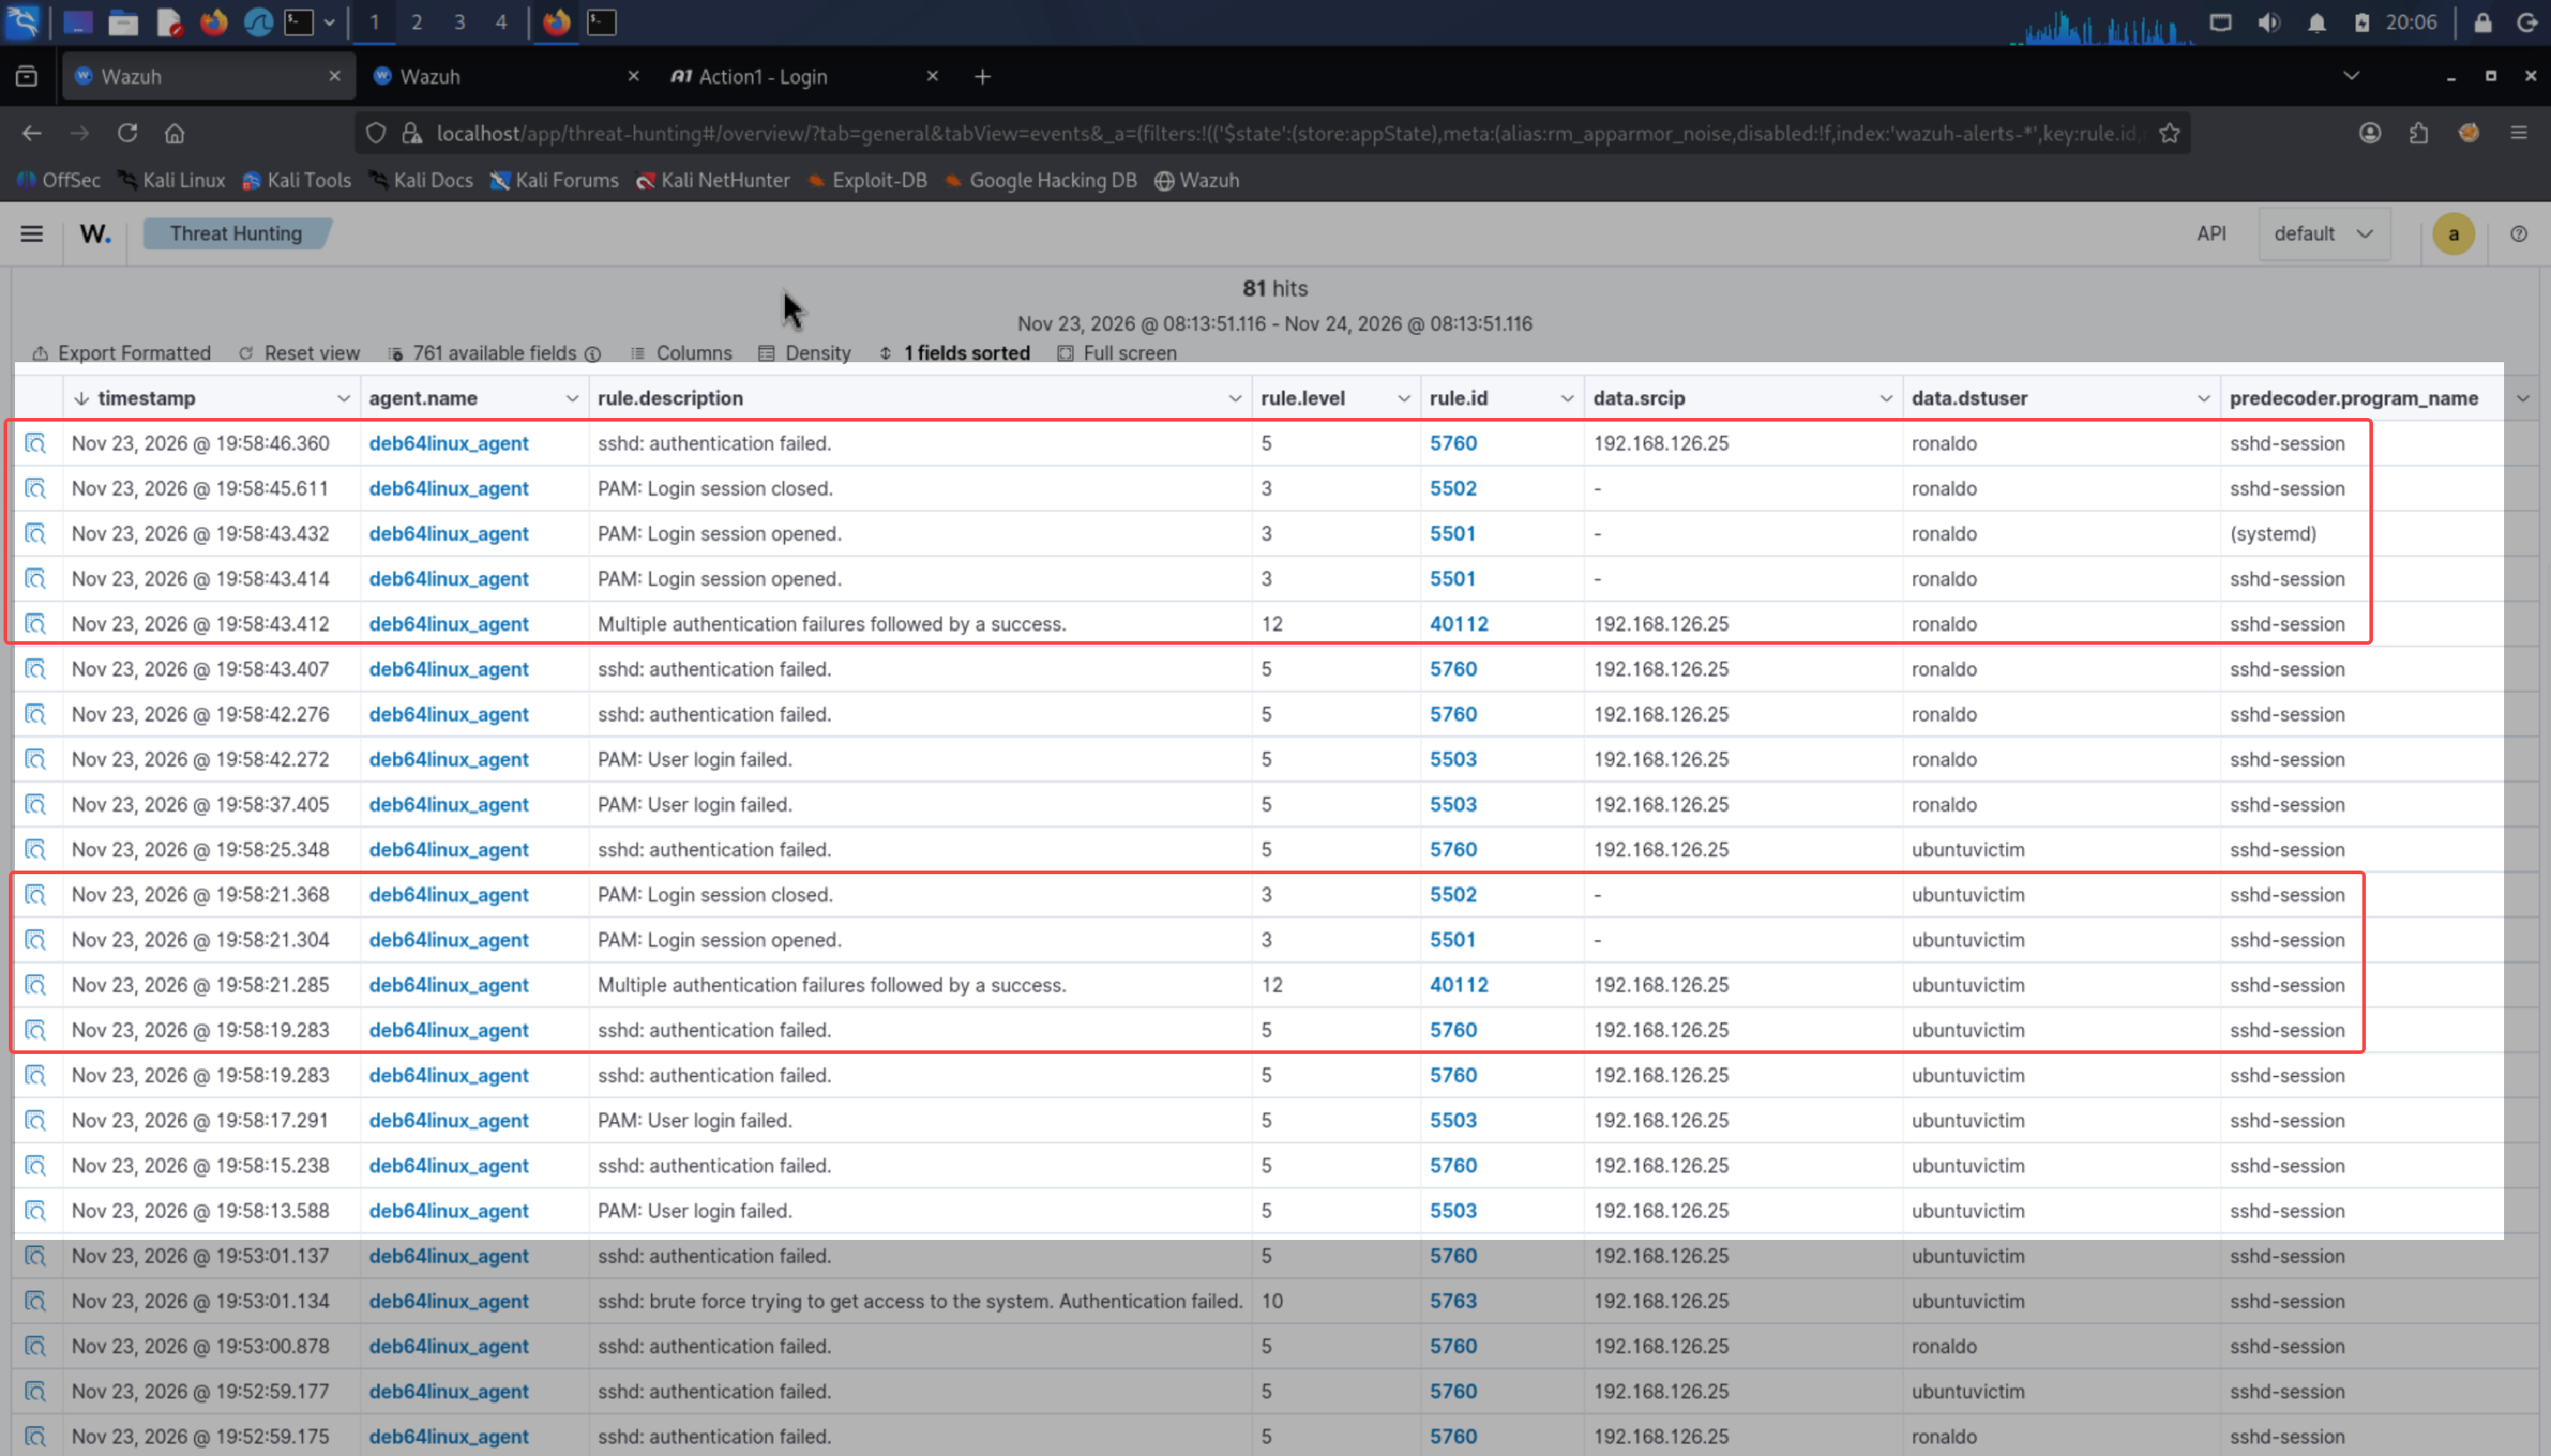 1 2 3 4 20:06
Wazuh Wazuh A1 Action1 - Login
localhost/app/threat-hunting#/overview/?tab=general&tabView=events&_a=(filters:!(('$state':(store:appState),meta:(alias:rm_apparmor_noise,disabled:!f,index:'wazuh-alerts-*',key:rule.id,
OffSec Kali Linux Kali Tools Kali Docs Kali Forums Kali NetHunter Exploit-DB Google Hacking DB Wazuh
W. Threat Hunting API default a
81 hits
Nov 23, 2026 @ 08:13:51.116 - Nov 24, 2026 @ 08:13:51.116
Export Formatted Reset view 761 available fields Columns Density 1 fields sorted Full screen
timestamp agent.name rule.description rule.level rule.id data.srcip data.dstuser predecoder.program_name
Nov 23, 2026 @ 19:58:46.360 deb64linux_agent sshd: authentication failed. 5 5760 192.168.126.25 ronaldo sshd-session
Nov 23, 2026 @ 19:58:45.611 deb64linux_agent PAM: Login session closed. 3 5502 - ronaldo sshd-session
Nov 23, 2026 @ 19:58:43.432 deb64linux_agent PAM: Login session opened. 3 5501 - ronaldo (systemd)
Nov 23, 2026 @ 19:58:43.414 deb64linux_agent PAM: Login session opened. 3 5501 - ronaldo sshd-session
Nov 23, 2026 @ 19:58:43.412 deb64linux_agent Multiple authentication failures followed by a success. 12 40112 192.168.126.25 ronaldo sshd-session
Nov 23, 2026 @ 19:58:43.407 deb64linux_agent sshd: authentication failed. 5 5760 192.168.126.25 ronaldo sshd-session
Nov 23, 2026 @ 19:58:42.276 deb64linux_agent sshd: authentication failed. 5 5760 192.168.126.25 ronaldo sshd-session
Nov 23, 2026 @ 19:58:42.272 deb64linux_agent PAM: User login failed. 5 5503 192.168.126.25 ronaldo sshd-session
Nov 23, 2026 @ 19:58:37.405 deb64linux_agent PAM: User login failed. 5 5503 192.168.126.25 ronaldo sshd-session
Nov 23, 2026 @ 19:58:25.348 deb64linux_agent sshd: authentication failed. 5 5760 192.168.126.25 ubuntuvictim sshd-session
Nov 23, 2026 @ 19:58:21.368 deb64linux_agent PAM: Login session closed. 3 5502 - ubuntuvictim sshd-session
Nov 23, 2026 @ 19:58:21.304 deb64linux_agent PAM: Login session opened. 3 5501 - ubuntuvictim sshd-session
Nov 23, 2026 @ 19:58:21.285 deb64linux_agent Multiple authentication failures followed by a success. 12 40112 192.168.126.25 ubuntuvictim sshd-session
Nov 23, 2026 @ 19:58:19.283 deb64linux_agent sshd: authentication failed. 5 5760 192.168.126.25 ubuntuvictim sshd-session
Nov 23, 2026 @ 19:58:19.283 deb64linux_agent sshd: authentication failed. 5 5760 192.168.126.25 ubuntuvictim sshd-session
Nov 23, 2026 @ 19:58:17.291 deb64linux_agent PAM: User login failed. 5 5503 192.168.126.25 ubuntuvictim sshd-session
Nov 23, 2026 @ 19:58:15.238 deb64linux_agent sshd: authentication failed. 5 5760 192.168.126.25 ubuntuvictim sshd-session
Nov 23, 2026 @ 19:58:13.588 deb64linux_agent PAM: User login failed. 5 5503 192.168.126.25 ubuntuvictim sshd-session
Nov 23, 2026 @ 19:53:01.137 deb64linux_agent sshd: authentication failed. 5 5760 192.168.126.25 ubuntuvictim sshd-session
Nov 23, 2026 @ 19:53:01.134 deb64linux_agent sshd: brute force trying to get access to the system. Authentication failed. 10 5763 192.168.126.25 ubuntuvictim sshd-session
Nov 23, 2026 @ 19:53:00.878 deb64linux_agent sshd: authentication failed. 5 5760 192.168.126.25 ronaldo sshd-session
Nov 23, 2026 @ 19:52:59.177 deb64linux_agent sshd: authentication failed. 5 5760 192.168.126.25 ubuntuvictim sshd-session
Nov 23, 2026 @ 19:52:59.175 deb64linux_agent sshd: authentication failed. 5 5760 192.168.126.25 ronaldo sshd-session